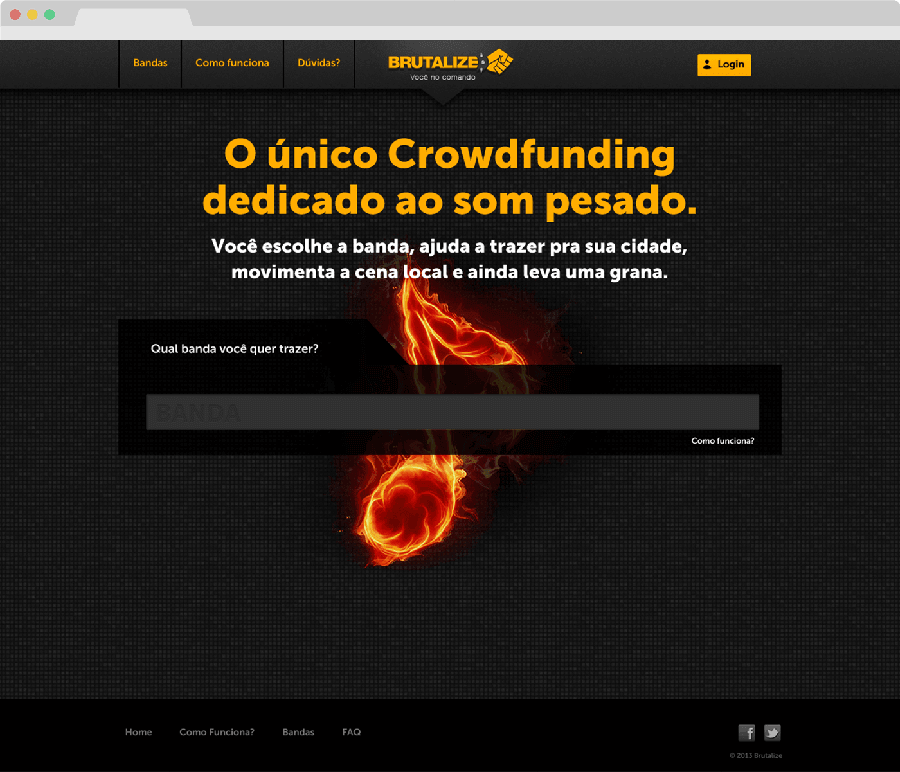 Bandas
Como funciona
Dúvidas?
BRUTALIZE
Você no comando
Login
O único Crowdfunding
dedicado ao som pesado.
Você escolhe a banda, ajuda a trazer pra sua cidade,
movimenta a cena local e ainda leva uma grana.
Qual banda você quer trazer?
BANDA
Como funciona?
Home
Como Funciona?
Bandas
FAQ
© 2013 Brutalize